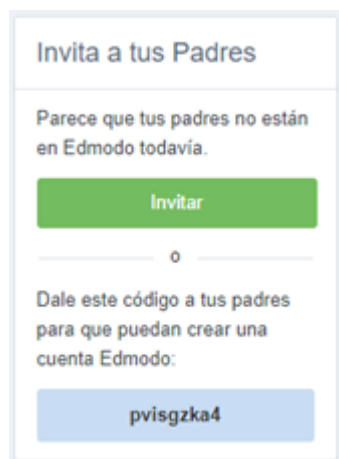 Invita a tus Padres
Parece que tus padres no están
en Edmodo todavía.
Invitar
o
Dale este código a tus padres
para que puedan crear una
cuenta Edmodo:
pvisgzka4